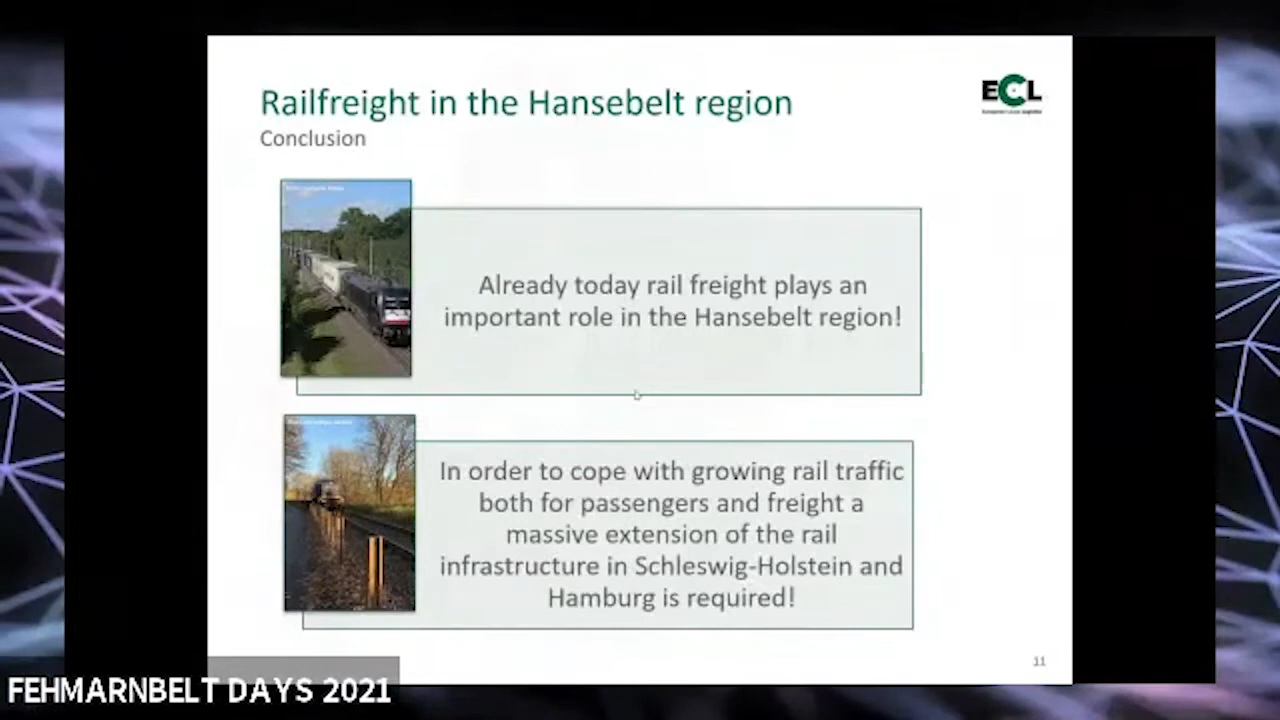 Railfreight in the Hansebelt region
ECL
Conclusion
Already today rail freight plays an
important role in the Hansebelt region!
In order to cope with growing rail traffic
both for passengers and freight a
massive extension of the rail
infrastructure in Schleswig-Holstein and
Hamburg is required!
11
FEHMARNBELT DAYS 2021